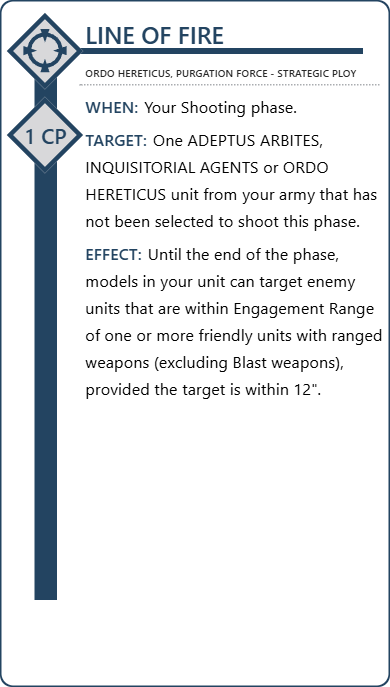 LINE OF FIRE
ORDO HERETICUS, PURGATION FORCE - STRATEGIC PLOY
1 CP
WHEN: Your Shooting phase.
TARGET: One ADEPTUS ARBITES,
INQUISITORIAL AGENTS or ORDO
HERETICUS unit from your army that has
not been selected to shoot this phase.
EFFECT: Until the end of the phase,
models in your unit can target enemy
units that are within Engagement Range
of one or more friendly units with ranged
weapons (excluding Blast weapons),
provided the target is within 12".